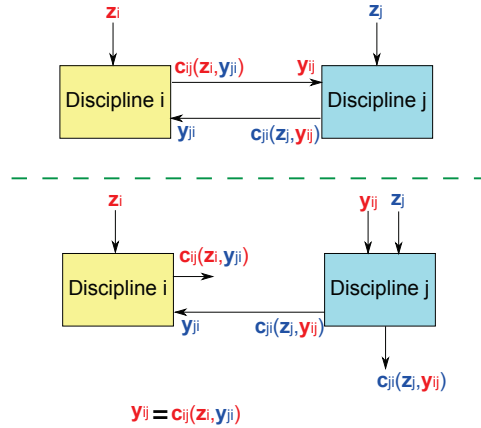 zi zj
cij(zi,yji) yij
Discipline i Discipline j
yji cji(zj,yij)
zi yij zj
cij(zi,yji)
Discipline i Discipline j
yji cji(zj,yij)
cji(zj,yij)
yij = cij(zi,yji)